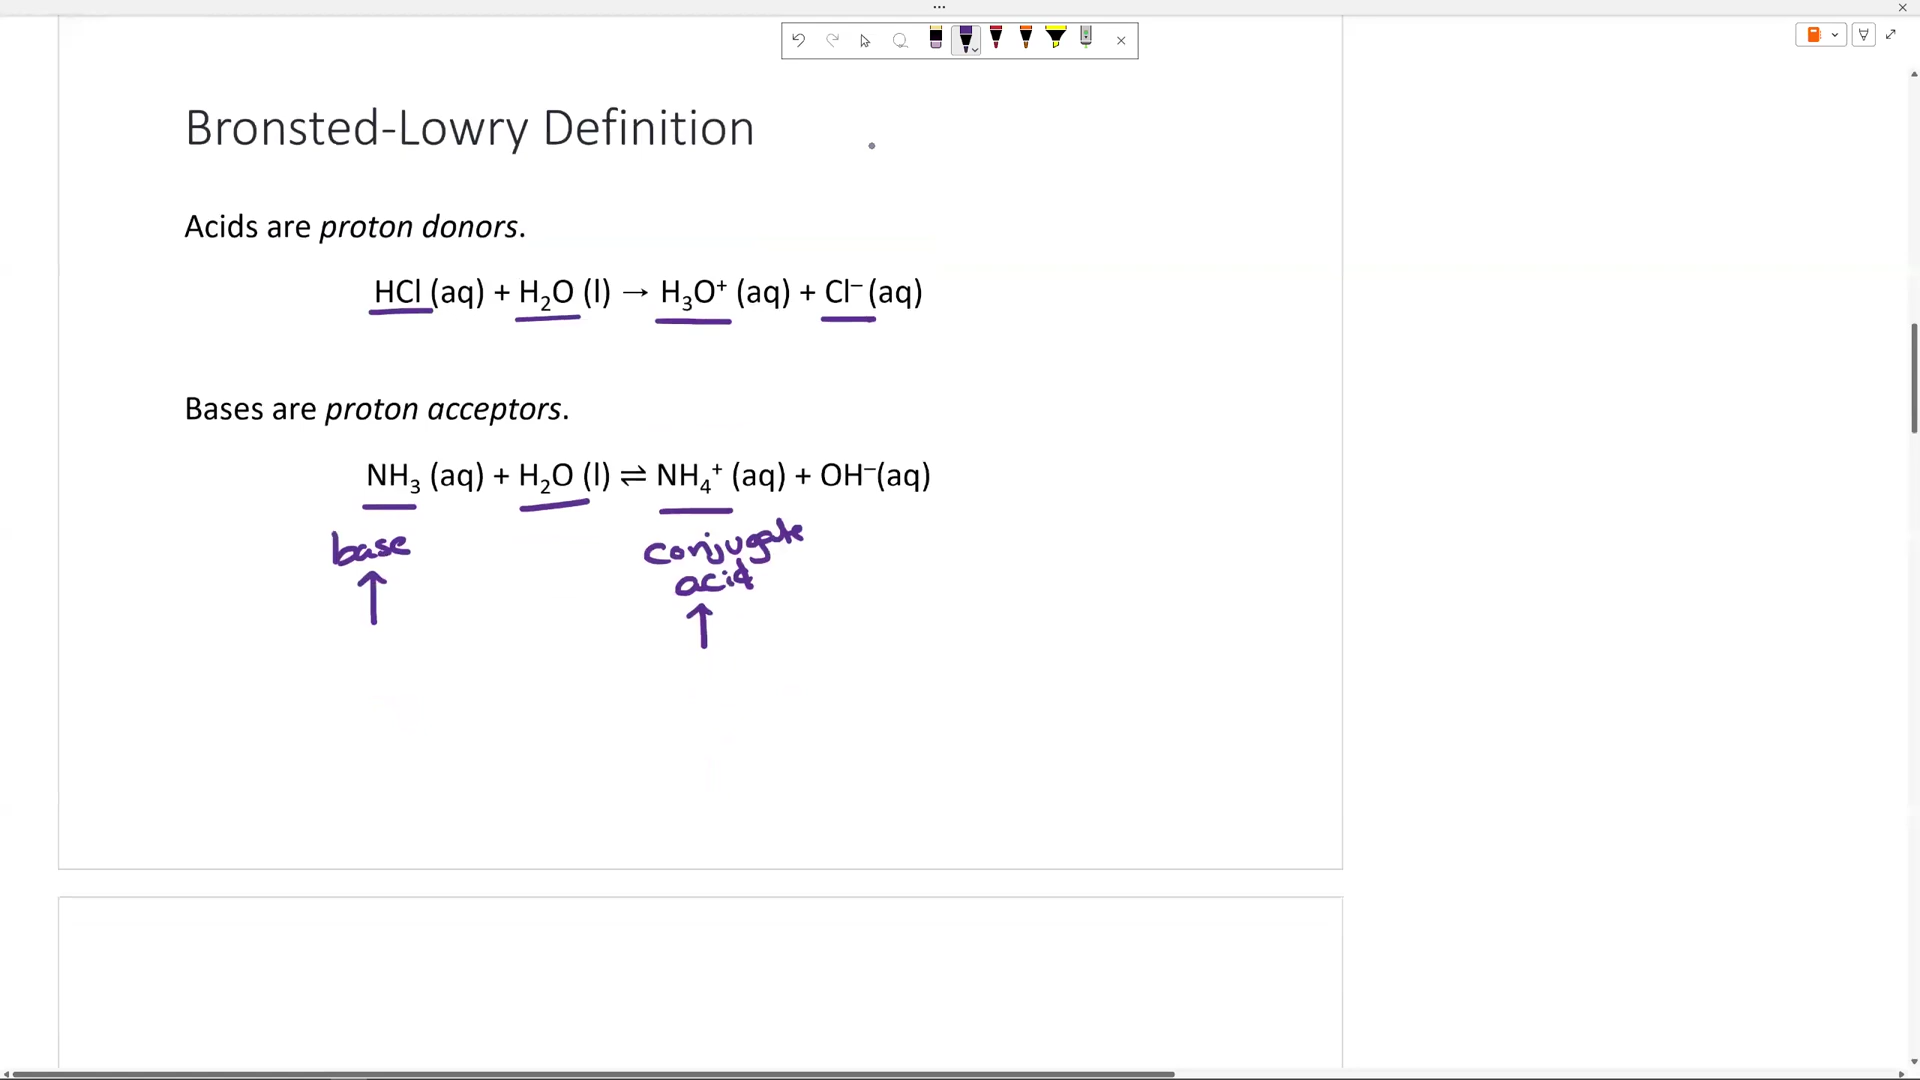 Bronsted-Lowry Definition
Acids are proton donors.
HCl (aq) + H₂O (l) → H₃O⁺ (aq) + Cl⁻ (aq)
Bases are proton acceptors.
NH₃ (aq) + H₂O (l) ⇌ NH₄⁺ (aq) + OH⁻(aq)
base
conjugate
acid